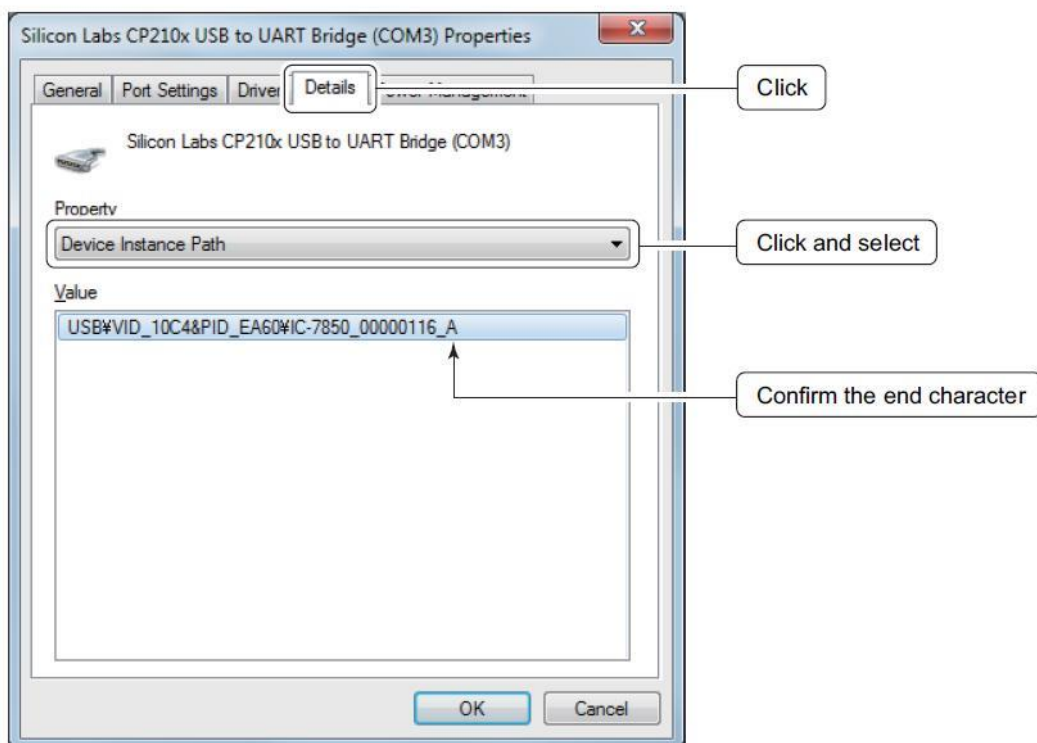 Silicon Labs CP210x USB to UART Bridge (COM3) Properties
General Port Settings Driver Details Power Management
Click
Silicon Labs CP210x USB to UART Bridge (COM3)
Property
Device Instance Path
Click and select
Value
USB¥VID_10C4&PID_EA60¥IC-7850_00000116_A
Confirm the end character
OK Cancel